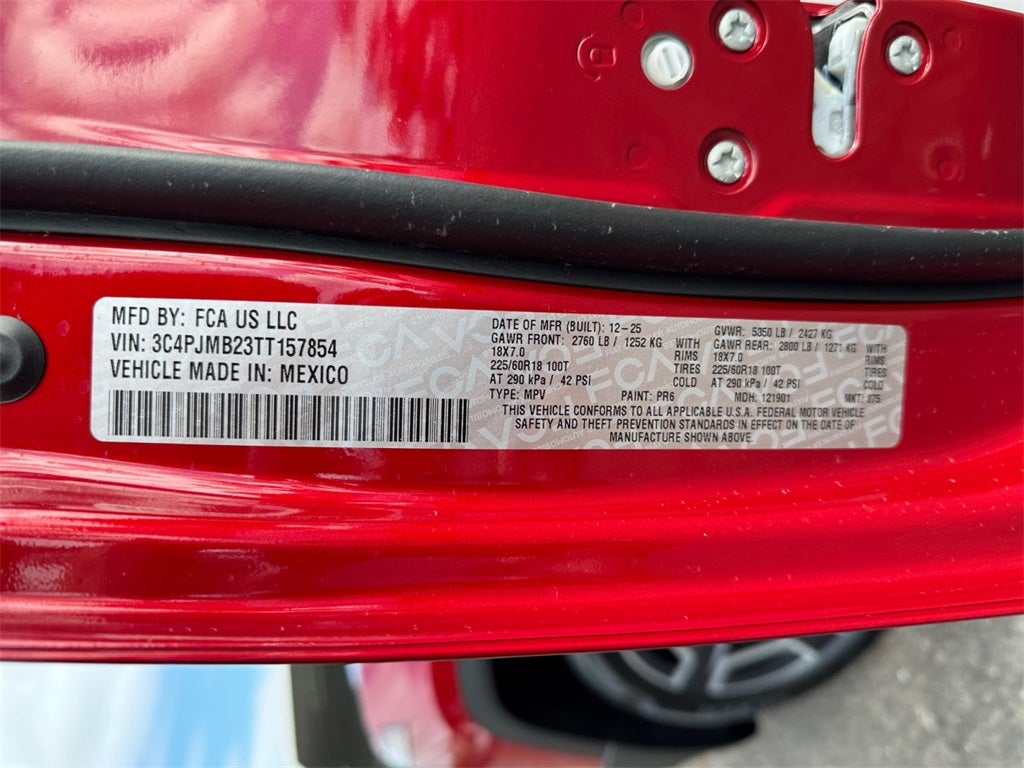 MFD BY: FCA US LLC
VIN: 3C4PJMB23TT157854
VEHICLE MADE IN: MEXICO
DATE OF MFR (BUILT): 12-25 GVWR: 5350 LB / 2427 KG
GAWR FRONT: 2760 LB / 1252 KG WITH GAWR REAR: 2800 LB / 1271 KG WITH
18X7.0 RIMS 18X7.0 RIMS
225/60R18 100T TIRES 225/60R18 100T TIRES
AT 290 kPa / 42 PSI COLD AT 290 kPa / 42 PSI COLD
TYPE: MPV PAINT: PR6 MDH: 121901 MKT: 875
THIS VEHICLE CONFORMS TO ALL APPLICABLE U.S.A. FEDERAL MOTOR VEHICLE
SAFETY AND THEFT PREVENTION STANDARDS IN EFFECT ON THE DATE OF
MANUFACTURE SHOWN ABOVE.